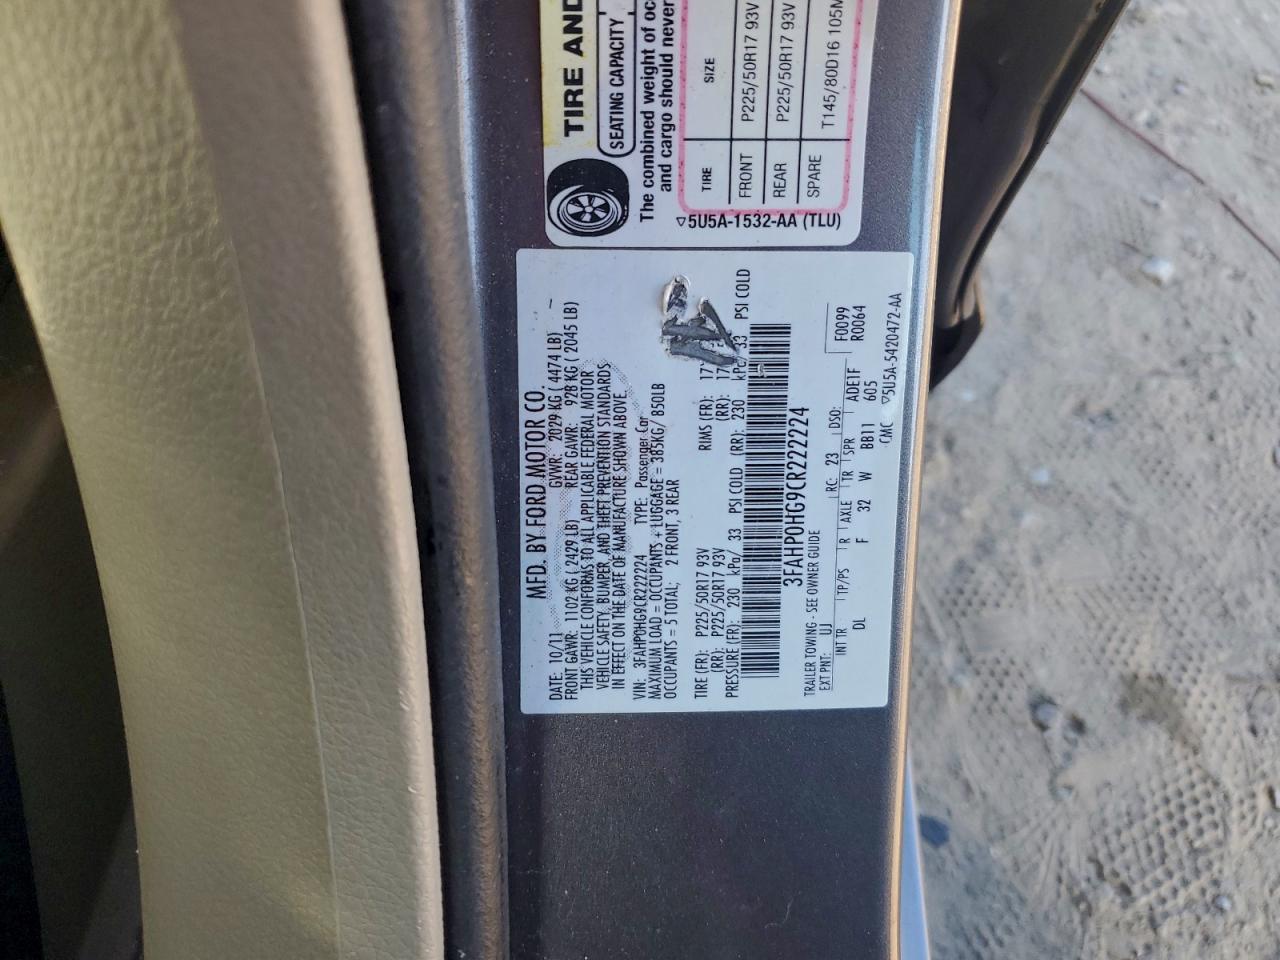 TIRE AND
SEATING CAPACITY
The combined weight of oc
and cargo should never
TIRE SIZE
FRONT P225/50R17 93V
REAR P225/50R17 93V
SPARE T145/80D16 105M
5U5A-1532-AA (TLU)
MFD. BY FORD MOTOR CO.
DATE: 10/11 GVWR: 2029 KG ( 4474 LB)
FRONT GAWR: 1102 KG ( 2429 LB) REAR GAWR: 928 KG ( 2045 LB)
THIS VEHICLE CONFORMS TO ALL APPLICABLE FEDERAL MOTOR
VEHICLE SAFETY, BUMPER, AND THEFT PREVENTION STANDARDS
IN EFFECT ON THE DATE OF MANUFACTURE SHOWN ABOVE.
VIN: 3FAHP0HG9CR222224 TYPE: Passenger Car
MAXIMUM LOAD = OCCUPANTS + LUGGAGE = 385KG/ 850LB
OCCUPANTS = 5 TOTAL; 2 FRONT, 3 REAR
TIRE (FR): P225/50R17 93V RIMS (FR): 17
(RR): P225/50R17 93V (RR): 17
PRESSURE (FR): 230 kPa/ 33 PSI COLD (RR): 230 kPa/ 33 PSI COLD
3FAHP0HG9CR222224
TRAILER TOWING - SEE OWNER GUIDE
EXT PNT: UJ RC: 23 DSO: F0099
R0064
INT TR TP/PS R AXLE TR SPR ADE1F
DL F 32 W BB11 605
CMC 5U5A-5420472-AA